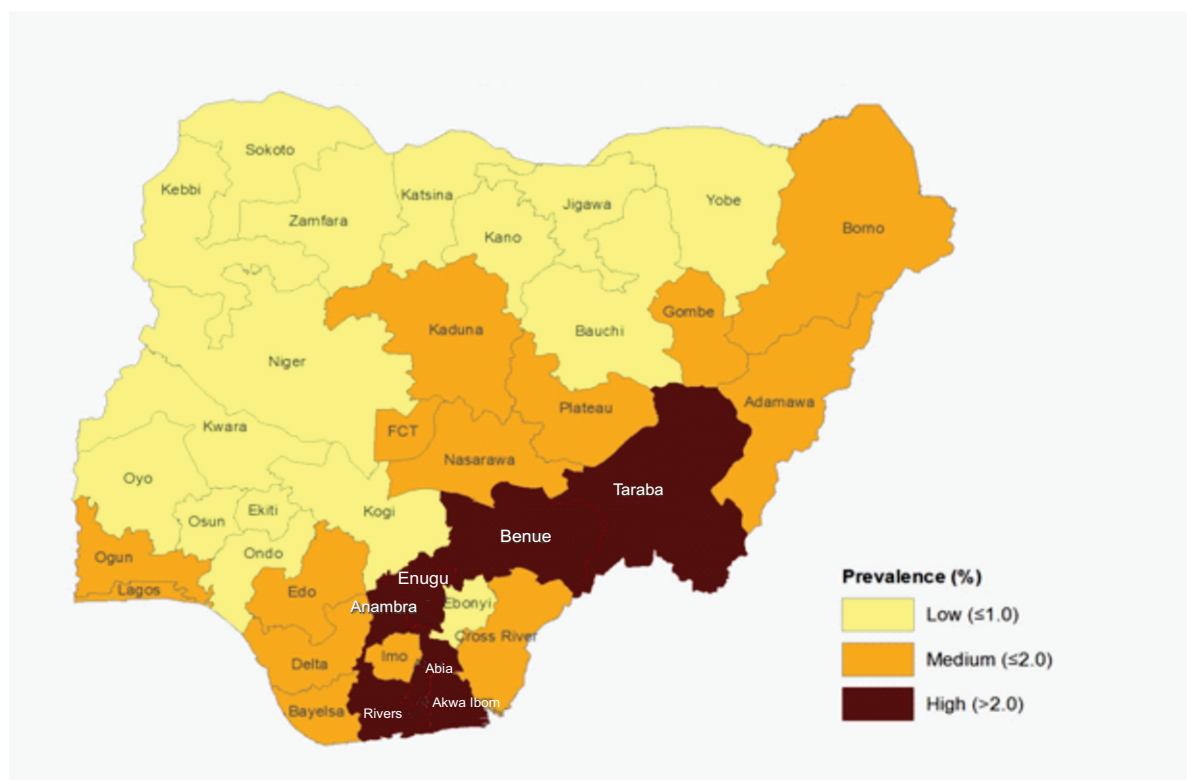 Sokoto
Kebbi
Zamfara
Katsina
Kano
Jigawa
Yobe
Borno
Kaduna
Bauchi
Gombe
Niger
Adamawa
Plateau
FCT
Kwara
Nasarawa
Oyo
Taraba
Kogi
Osun
Ekiti
Benue
Ondo
Ogun
Lagos
Edo
Enugu
Anambra
Ebonyi
Cross River
Delta
Imo
Abia
Bayelsa
Rivers
Akwa Ibom
Prevalence (%)
Low (≤1.0)
Medium (≤2.0)
High (>2.0)